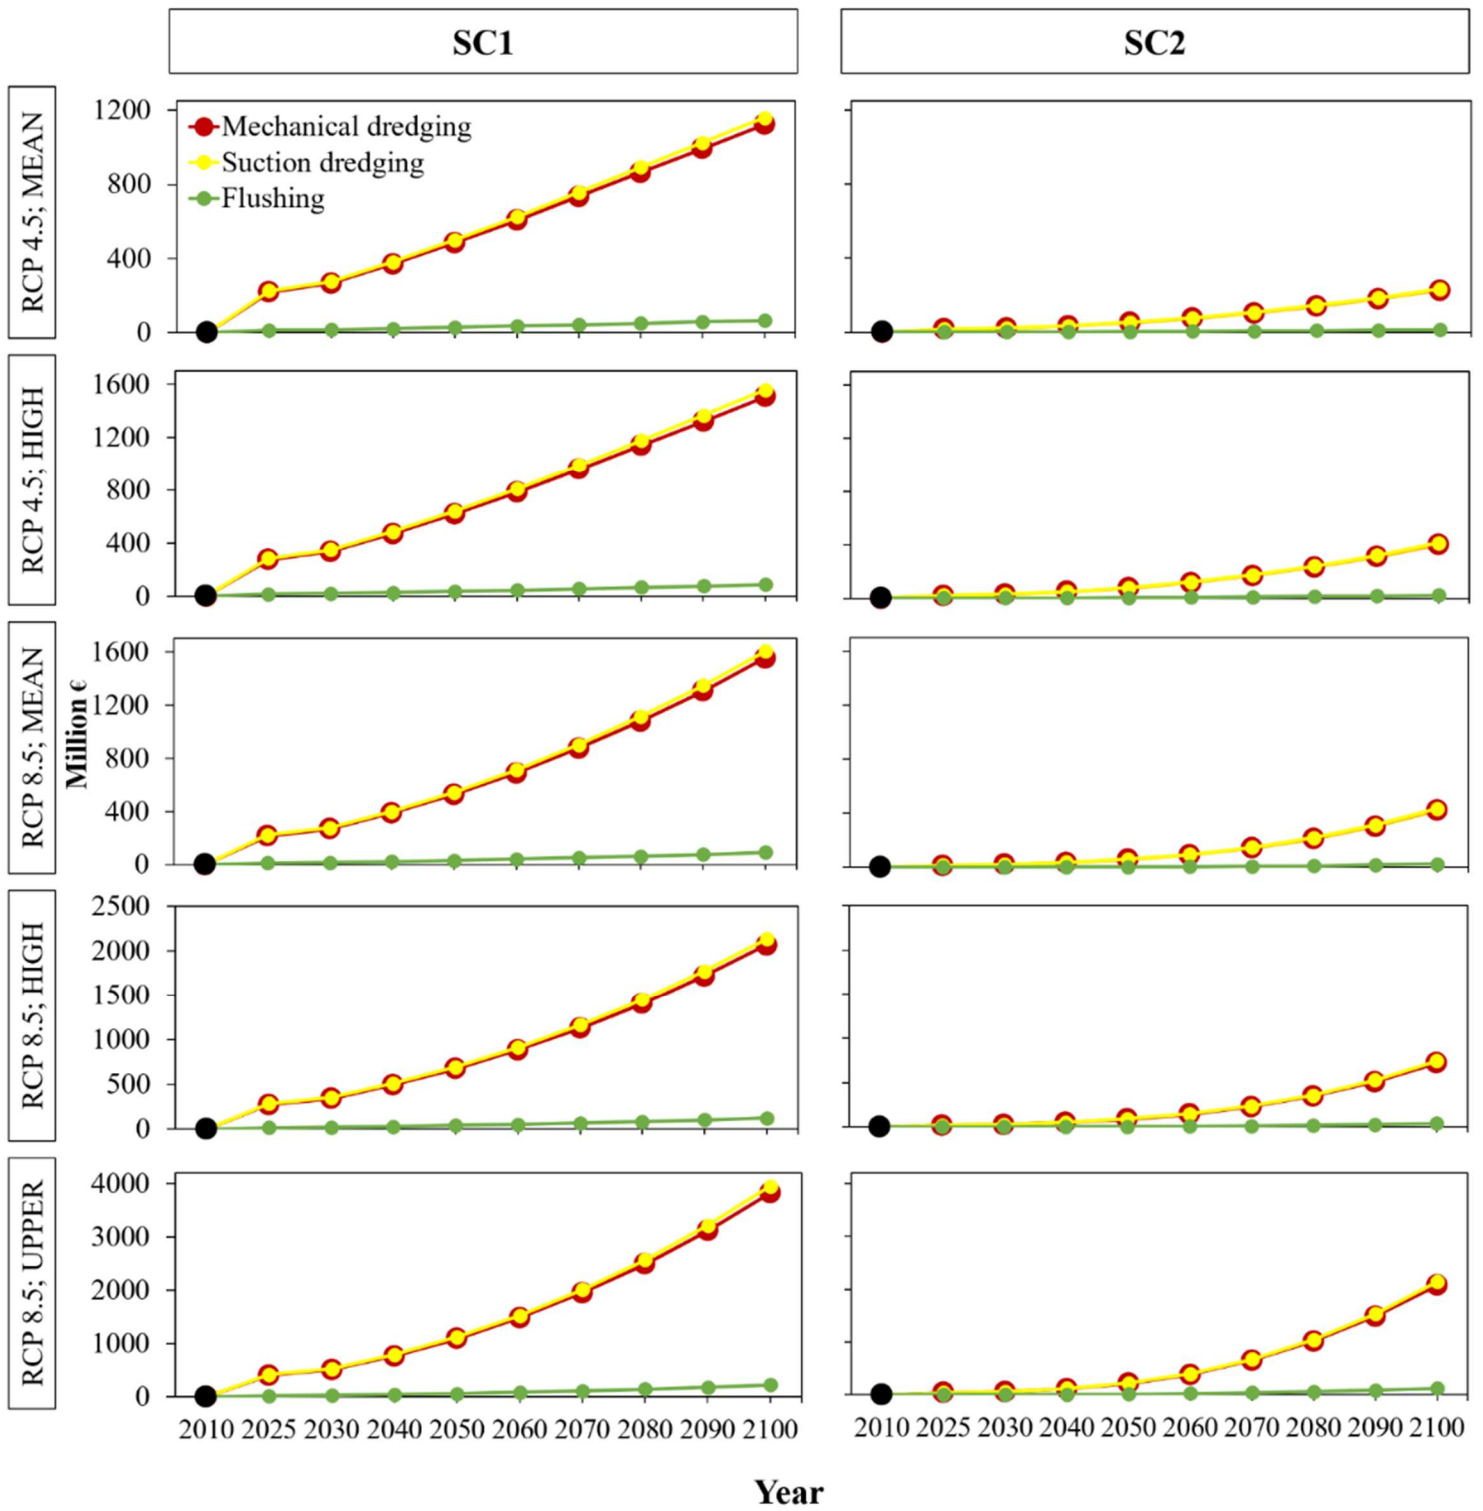 SC1
SC2
RCP 4.5; MEAN
1200
800
400
0
Mechanical dredging
Suction dredging
Flushing
RCP 4.5; HIGH
1600
1200
800
400
0
RCP 8.5; MEAN
Million €
1600
1200
800
400
0
RCP 8.5; HIGH
2500
2000
1500
1000
500
0
RCP 8.5; UPPER
4000
3000
2000
1000
0
2010 2025 2030 2040 2050 2060 2070 2080 2090 2100
2010 2025 2030 2040 2050 2060 2070 2080 2090 2100
Year